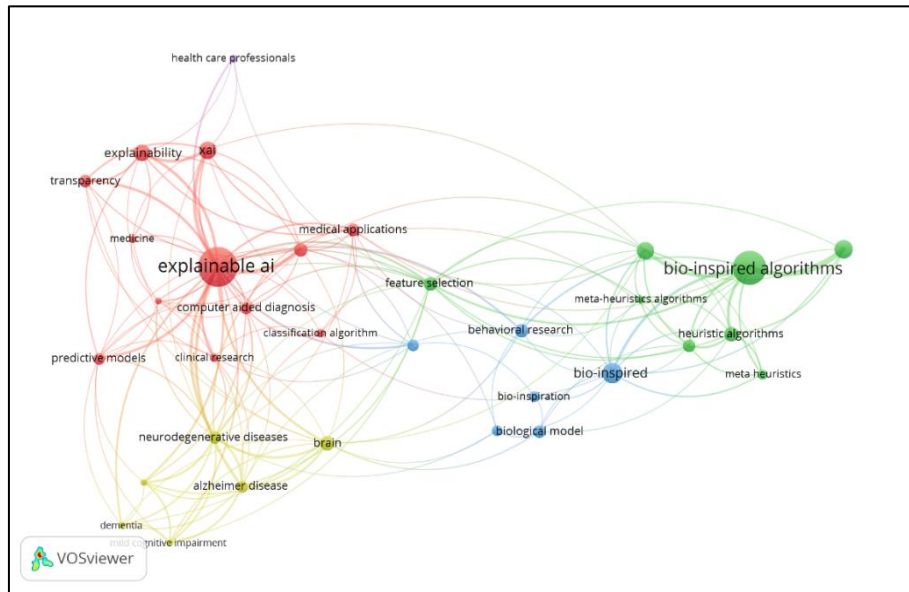 health care professionals
explainability
xai
transparency
medicine
medical applications
explainable ai
bio-inspired algorithms
feature selection
meta-heuristics algorithms
computer aided diagnosis
classification algorithm
behavioral research
heuristic algorithms
predictive models
clinical research
bio-inspired
meta heuristics
bio-inspiration
neurodegenerative diseases
brain
biological model
alzheimer disease
dementia
mild cognitive impairment
VOSviewer